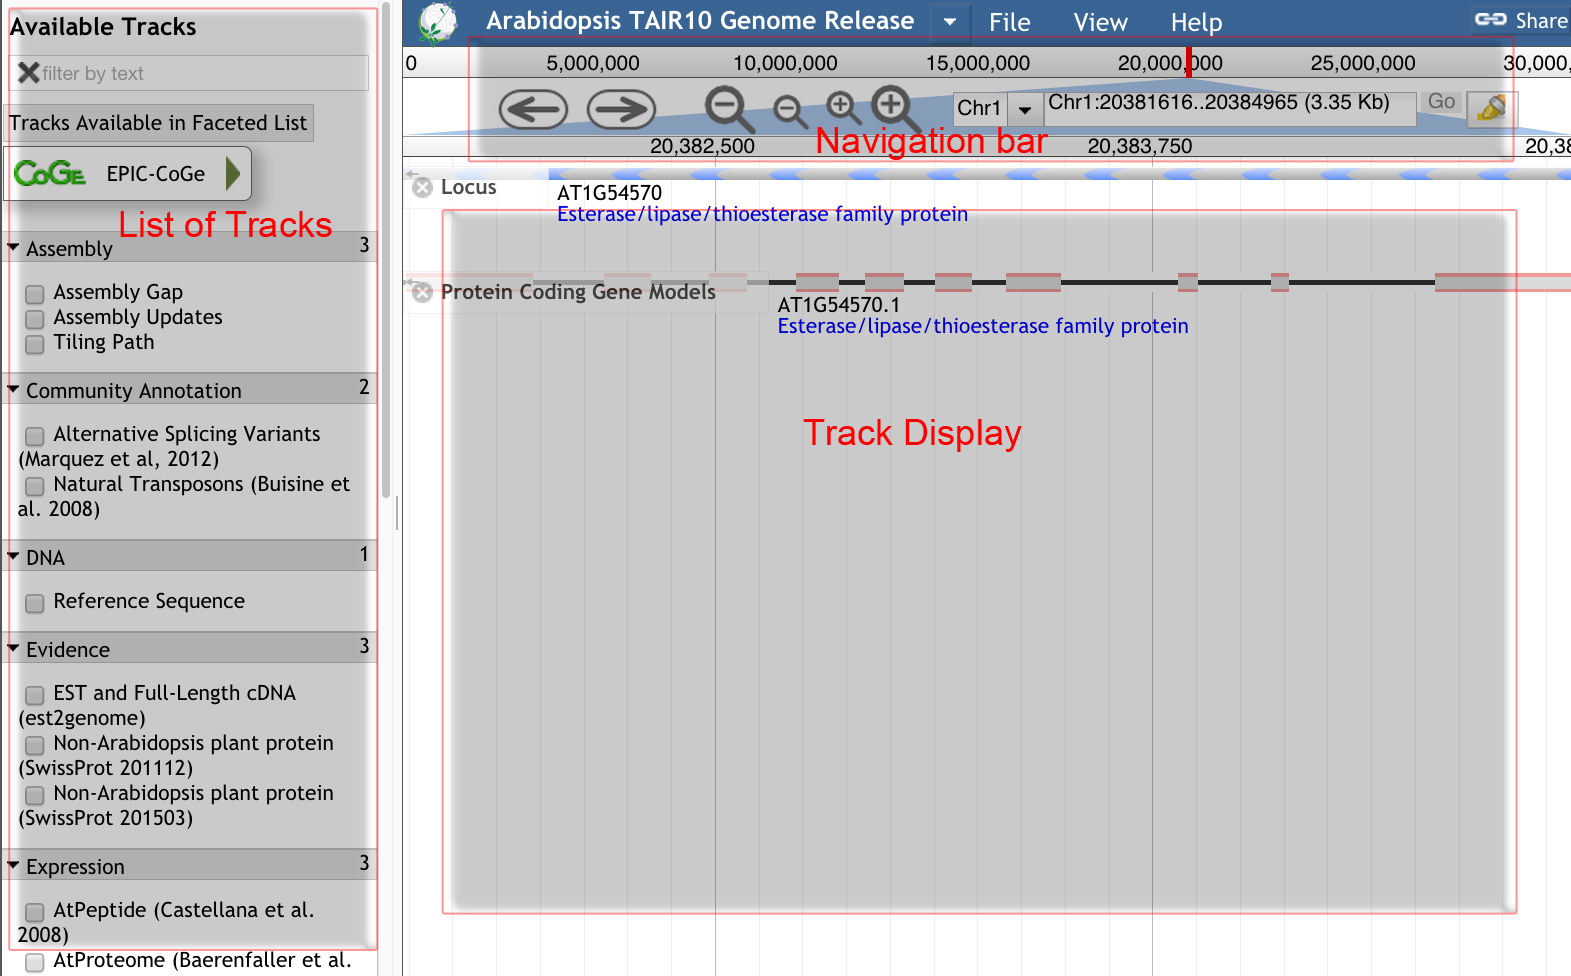 Available Tracks
filter by text
Tracks Available in Faceted List
CoGe EPIC-CoGe
List of Tracks
Assembly 3
Assembly Gap
Assembly Updates
Tiling Path
Community Annotation 2
Alternative Splicing Variants
(Marquez et al, 2012)
Natural Transposons (Buisine et
al. 2008)
DNA 1
Reference Sequence
Evidence 3
EST and Full-Length cDNA
(est2genome)
Non-Arabidopsis plant protein
(SwissProt 201112)
Non-Arabidopsis plant protein
(SwissProt 201503)
Expression 3
AtPeptide (Castellana et al.
2008)
AtProteome (Baerenfaller et al.
Arabidopsis TAIR10 Genome Release File View Help Share
0 5,000,000 10,000,000 15,000,000 20,000,000 25,000,000 30,000,
Chr1 Chr1:20381616..20384965 (3.35 Kb) Go
Navigation bar
20,382,500 20,383,750 20,38
Locus
AT1G54570
Esterase/lipase/thioesterase family protein
Protein Coding Gene Models
AT1G54570.1
Esterase/lipase/thioesterase family protein
Track Display